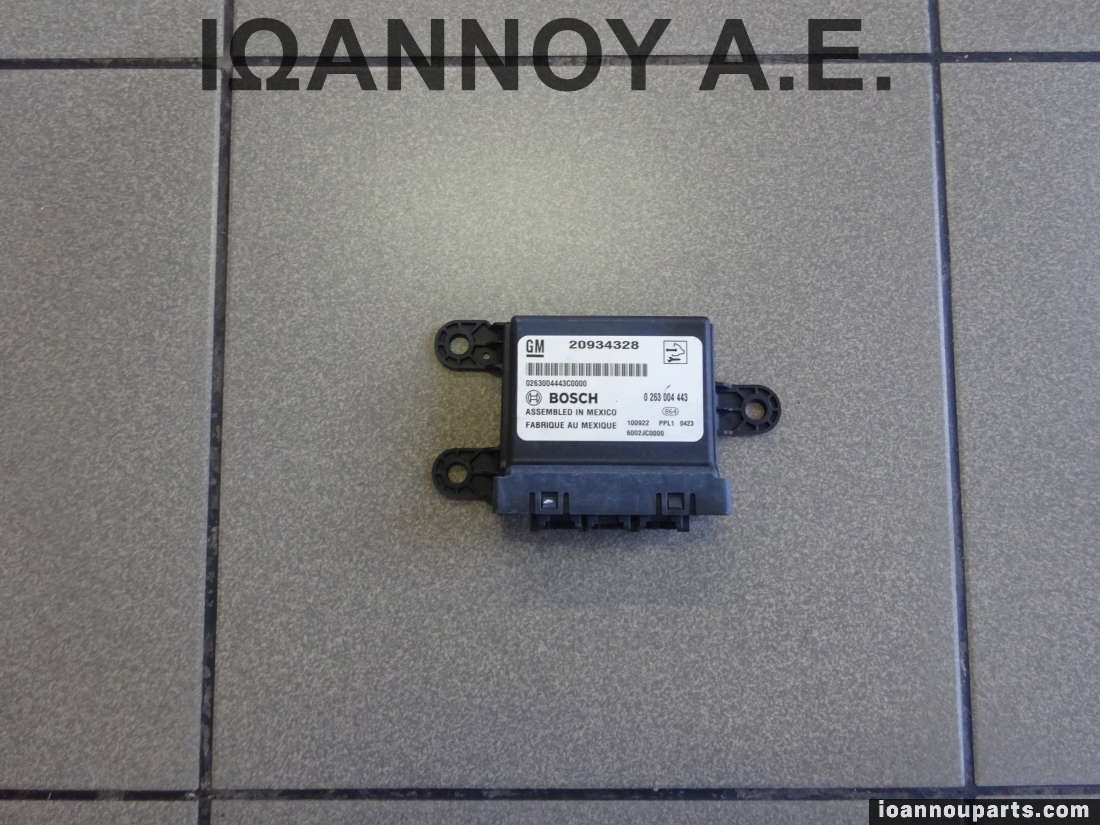 ΙΩΑΝΝΟΥ Α.Ε.
GM 20934328
0263004443C0000
BOSCH 0 263 004 443
ASSEMBLED IN MEXICO 864
FABRIQUE AU MEXIQUE 100922 PPL1 0423
6002JC0000
ioannouparts.com